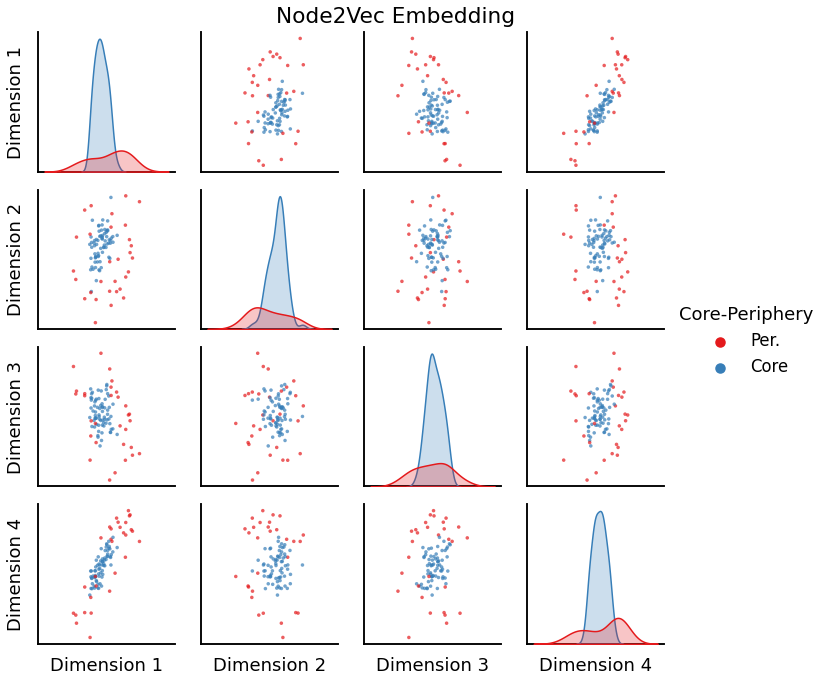 Node2Vec Embedding
Dimension 1
Dimension 2
Dimension 3
Dimension 4
Core-Periphery
Per.
Core
Dimension 1
Dimension 2
Dimension 3
Dimension 4